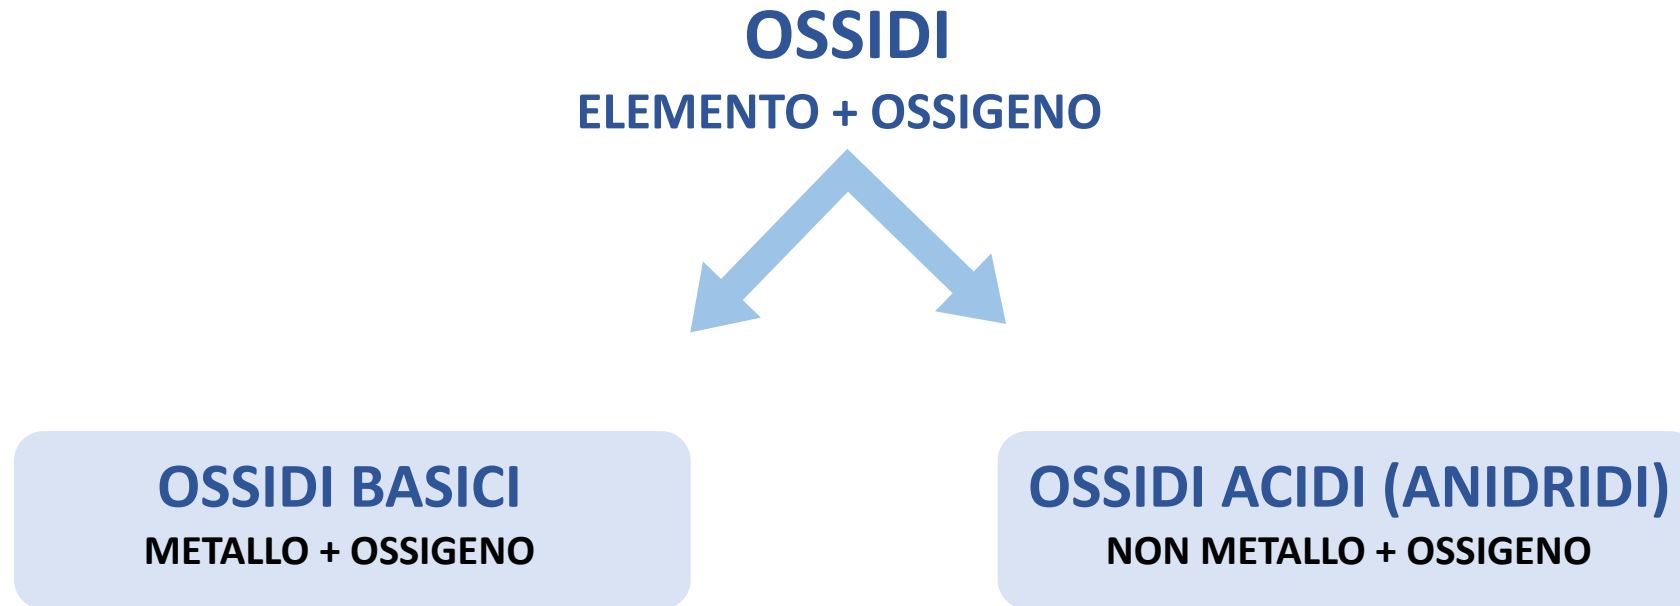 OSSIDI
ELEMENTO + OSSIGENO
OSSIDI BASICI
METALLO + OSSIGENO
OSSIDI ACIDI (ANIDRIDI)
NON METALLO + OSSIGENO